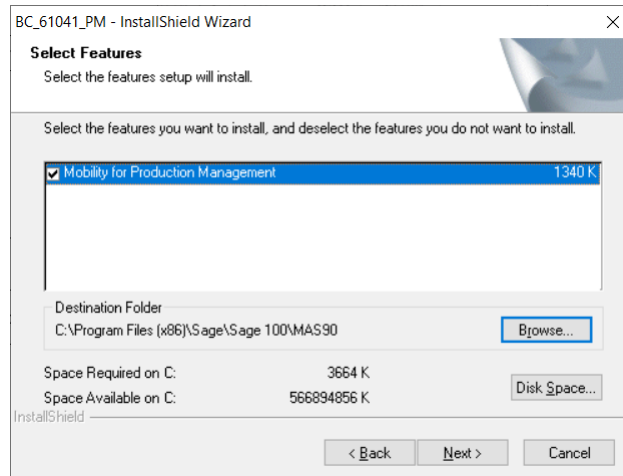 BC_61041_PM - InstallShield Wizard
Select Features
Select the features setup will install.
Select the features you want to install, and deselect the features you do not want to install.
Mobility for Production Management 1340 K
Destination Folder
C:\Program Files (x86)\Sage\Sage 100\MAS90 Browse...
Space Required on C: 3664 K
Space Available on C: 566894856 K
Disk Space...
InstallShield
< Back Next > Cancel